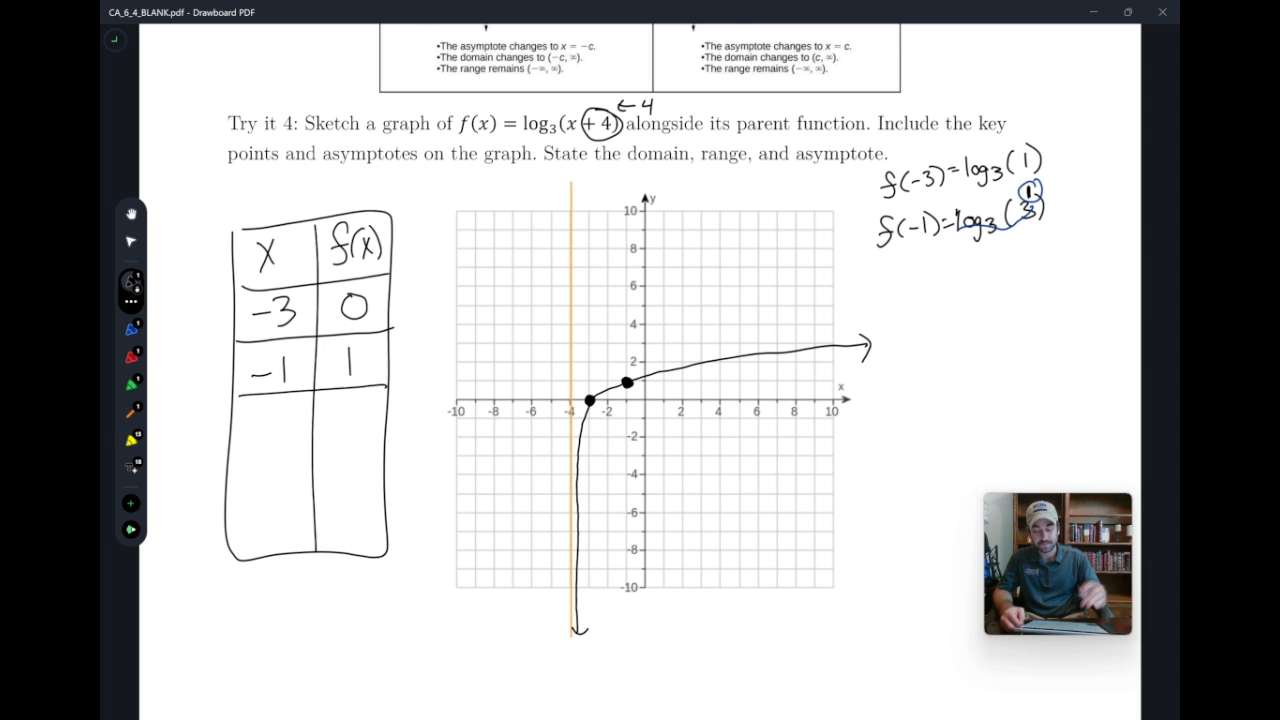 CA_6_4_BLANK.pdf - Drawboard PDF
•The asymptote changes to x = −c.
•The domain changes to (−c, ∞).
•The range remains (−∞, ∞).
•The asymptote changes to x = c.
•The domain changes to (c, ∞).
•The range remains (−∞, ∞).
←4
Try it 4: Sketch a graph of f(x) = log₃(x + 4) alongside its parent function. Include the key
points and asymptotes on the graph. State the domain, range, and asymptote.
f(-3)=log₃(1)
1
f(-1)=log₃(3)
x f(x)
-3 0
-1 1
y
10
8
6
4
2
x
-10 -8 -6 -4 -2 2 4 6 8 10
-2
-4
-6
-8
-10